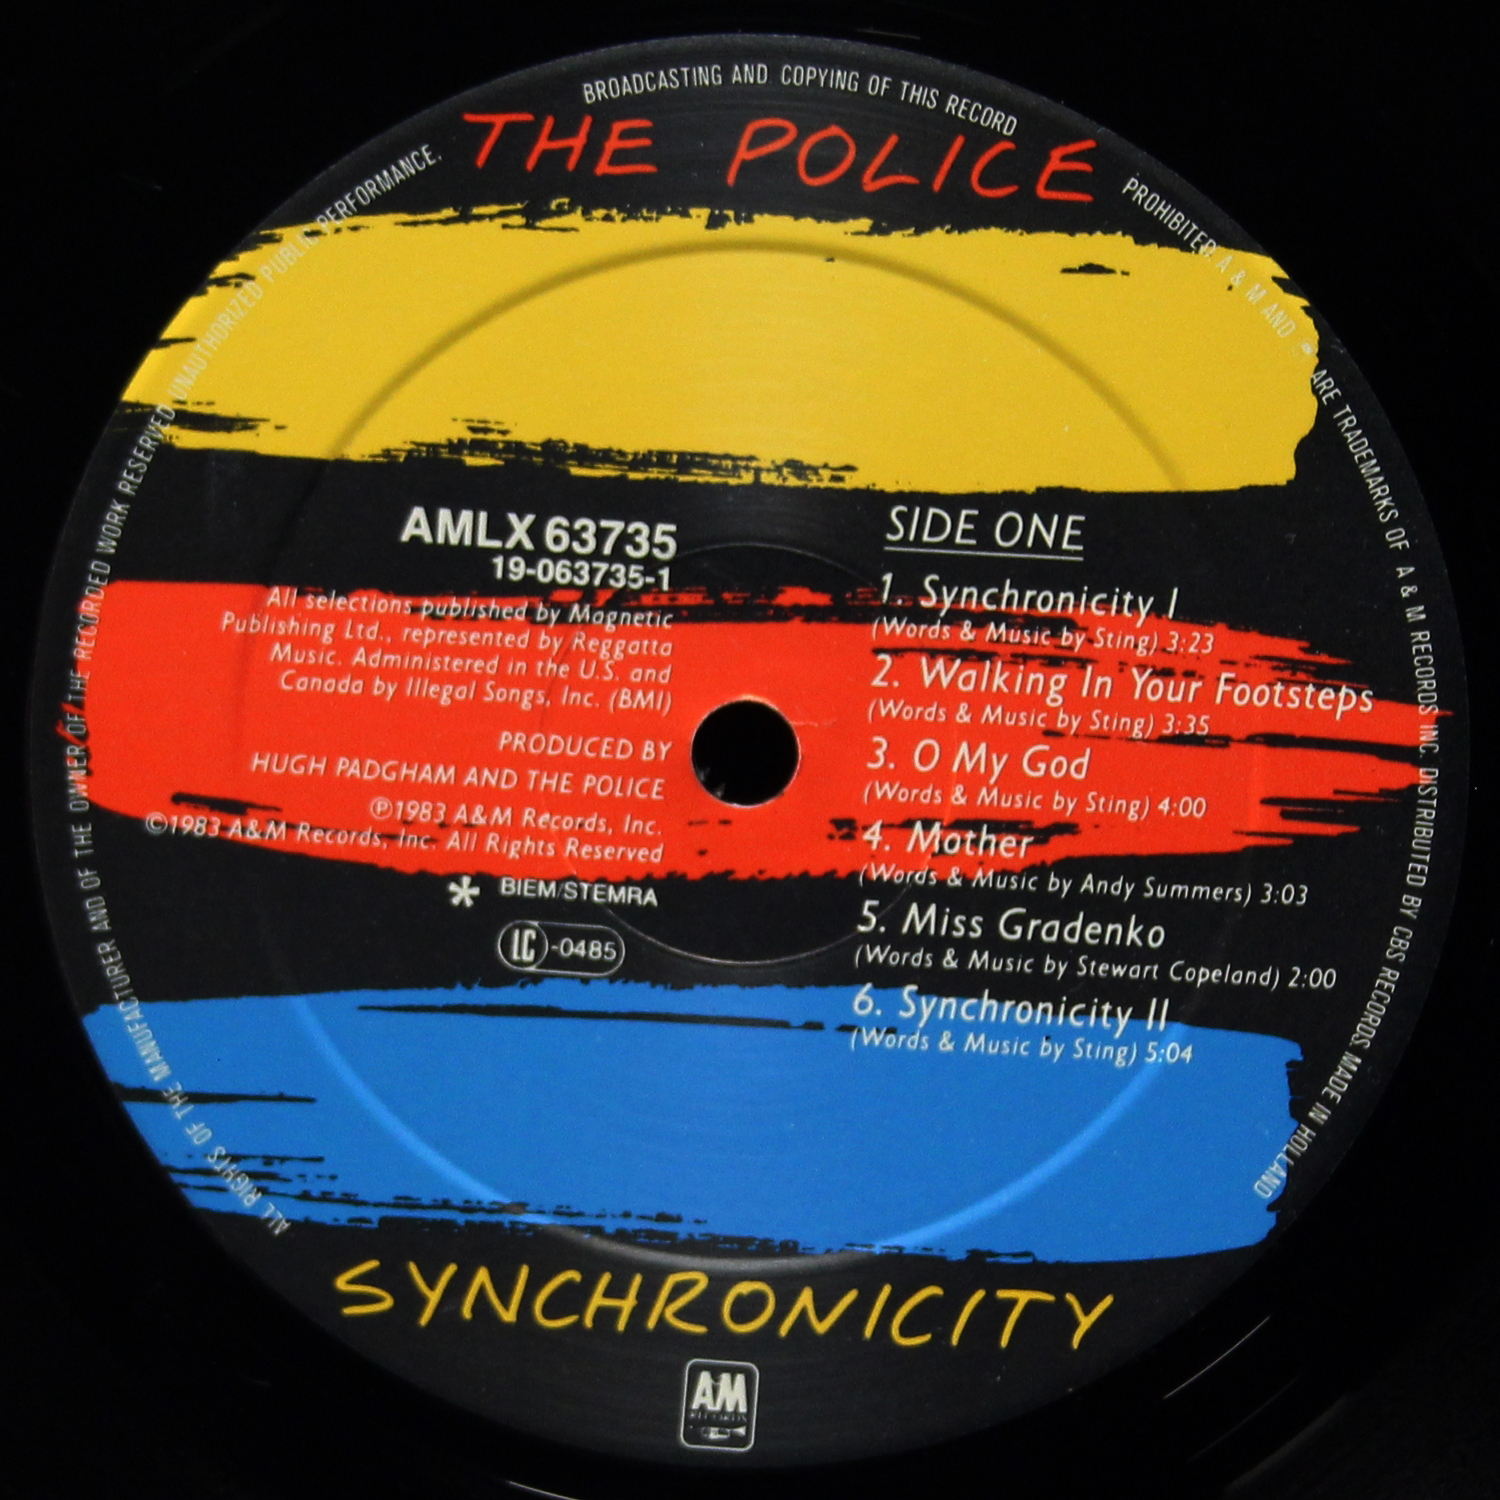 BROADCASTING AND COPYING OF THIS RECORD
PROHIBITED. A & M AND
ARE TRADEMARKS OF A & M RECORDS INC. DISTRIBUTED BY CBS RECORDS. MADE IN HOLLAND
ALL RIGHTS OF THE MANUFACTURER AND OF THE OWNER OF THE RECORDED WORK RESERVED UNAUTHORIZED PUBLIC PERFORMANCE.
THE POLICE
AMLX 63735
19-063735-1
All selections published by Magnetic
Publishing Ltd., represented by Reggatta
Music. Administered in the U.S. and
Canada by Illegal Songs, Inc. (BMI)
PRODUCED BY
HUGH PADGHAM AND THE POLICE
℗1983 A&M Records, Inc.
©1983 A&M Records, Inc. All Rights Reserved
* BIEM/STEMRA
LC-0485
SIDE ONE
1. Synchronicity I
(Words & Music by Sting) 3:23
2. Walking In Your Footsteps
(Words & Music by Sting) 3:35
3. O My God
(Words & Music by Sting) 4:00
4. Mother
(Words & Music by Andy Summers) 3:03
5. Miss Gradenko
(Words & Music by Stewart Copeland) 2:00
6. Synchronicity II
(Words & Music by Sting) 5:04
SYNCHRONICITY
AM
RECORDS